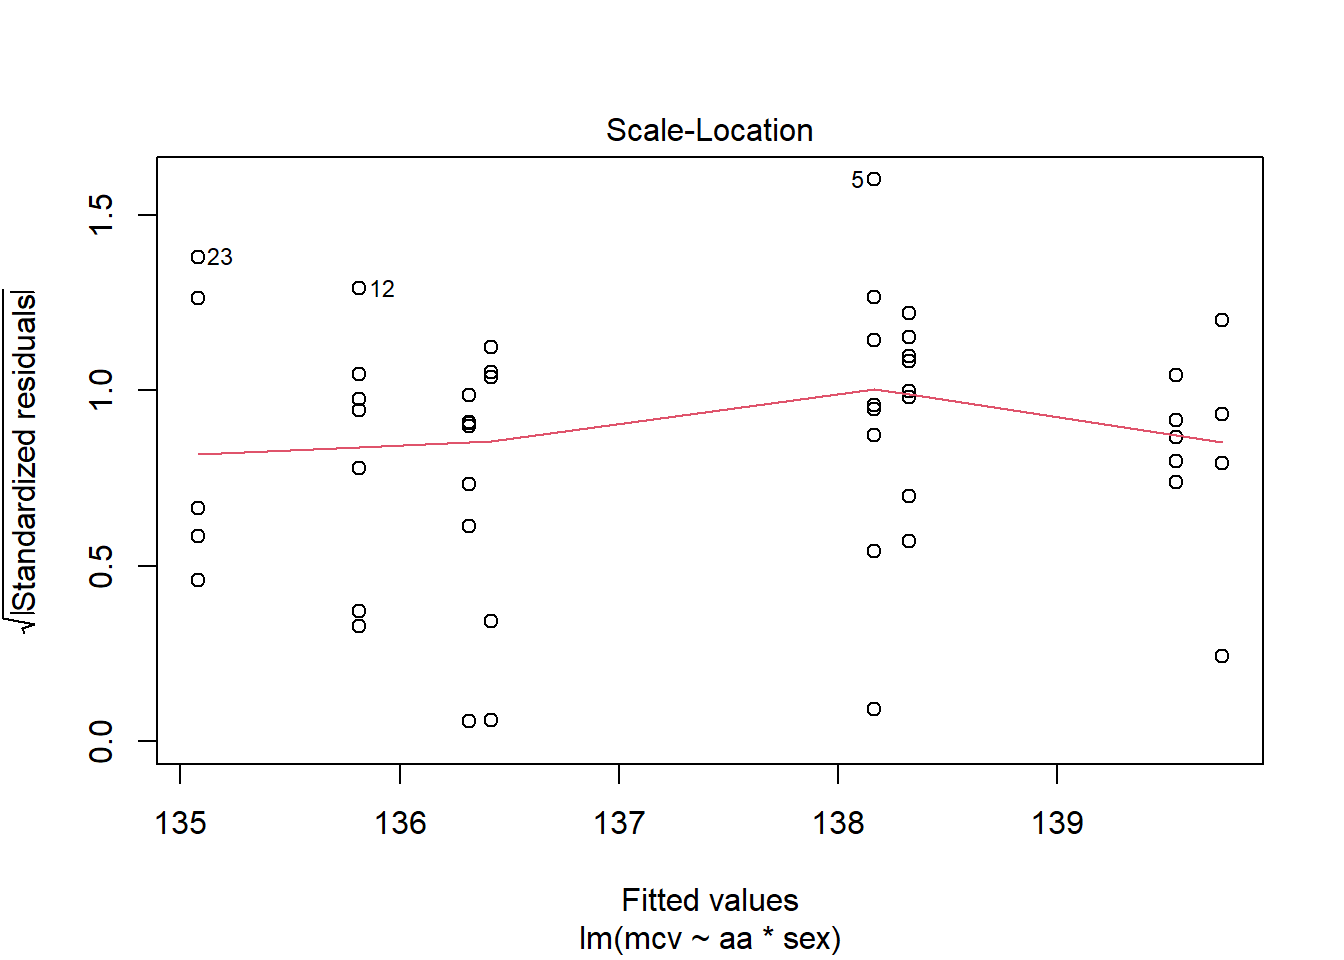 Scale-Location
√|Standardized residuals|
1.5
1.0
0.5
0.0
5
23
12
135 136 137 138 139
Fitted values
lm(mcv ~ aa * sex)